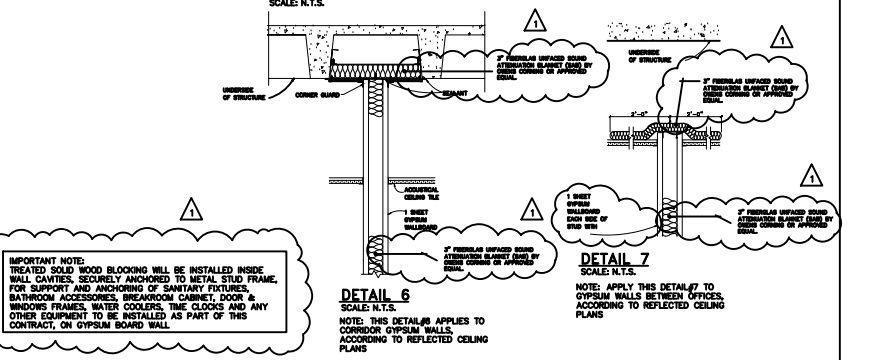 SCALE: N.T.S.
1
3" FIBERGLAS UNFACED SOUND
ATTENUATION BLANKET (SAB) BY
OWENS CORNING OR APPROVED
EQUAL.
UNDERSIDE
OF STRUCTURE
CORNER GUARD
SEALANT
ACOUSTICAL
CEILING TILE
1 SHEET
GYPSUM
WALLBOARD
1
3" FIBERGLAS UNFACED SOUND
ATTENUATION BLANKET (SAB) BY
OWENS CORNING OR APPROVED
EQUAL.
DETAIL 6
SCALE: N.T.S.
NOTE: THIS DETAIL#6 APPLIES TO
CORRIDOR GYPSUM WALLS,
ACCORDING TO REFLECTED CEILING
PLANS
1
UNDERSIDE
OF STRUCTURE
3" FIBERGLAS UNFACED SOUND
ATTENUATION BLANKET (SAB) BY
OWENS CORNING OR APPROVED
EQUAL.
2'-0"
2'-0"
1
1 SHEET
GYPSUM
WALLBOARD
EACH SIDE OF
STUD WITH
3" FIBERGLAS UNFACED SOUND
ATTENUATION BLANKET (SAB) BY
OWENS CORNING OR APPROVED
EQUAL.
DETAIL 7
SCALE: N.T.S.
NOTE: APPLY THIS DETAIL#7 TO
GYPSUM WALLS BETWEEN OFFICES,
ACCORDING TO REFLECTED CEILING
PLANS
1
IMPORTANT NOTE:
TREATED SOLID WOOD BLOCKING WILL BE INSTALLED INSIDE
WALL CAVITIES, SECURELY ANCHORED TO METAL STUD FRAME,
FOR SUPPORT AND ANCHORING OF SANITARY FIXTURES,
BATHROOM ACCESSORIES, BREAKROOM CABINET, DOOR &
WINDOWS FRAMES, WATER COOLERS, TIME CLOCKS AND ANY
OTHER EQUIPMENT TO BE INSTALLED AS PART OF THIS
CONTRACT, ON GYPSUM BOARD WALL